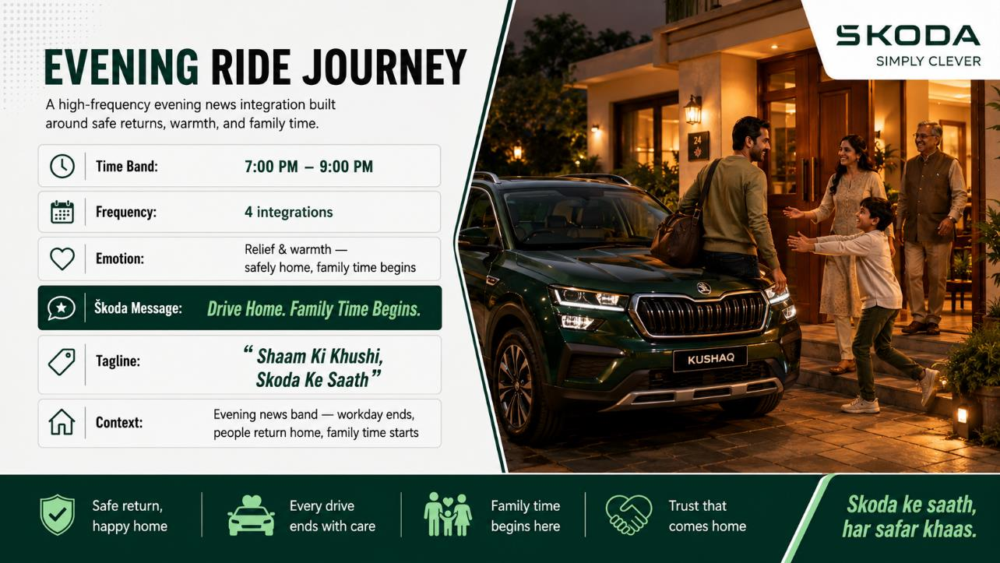 SKODA
SIMPLY CLEVER
EVENING RIDE JOURNEY
A high-frequency evening news integration built
around safe returns, warmth, and family time.
Time Band: 7:00 PM – 9:00 PM
Frequency: 4 integrations
Emotion: Relief & warmth —
safely home, family time begins
Škoda Message: Drive Home. Family Time Begins.
Tagline: “Shaam Ki Khushi,
Skoda Ke Saath”
Context: Evening news band — workday ends,
people return home, family time starts
24
KUSHAQ
Safe return,
happy home
Every drive
ends with care
Family time
begins here
Trust that
comes home
Skoda ke saath,
har safar khaas.